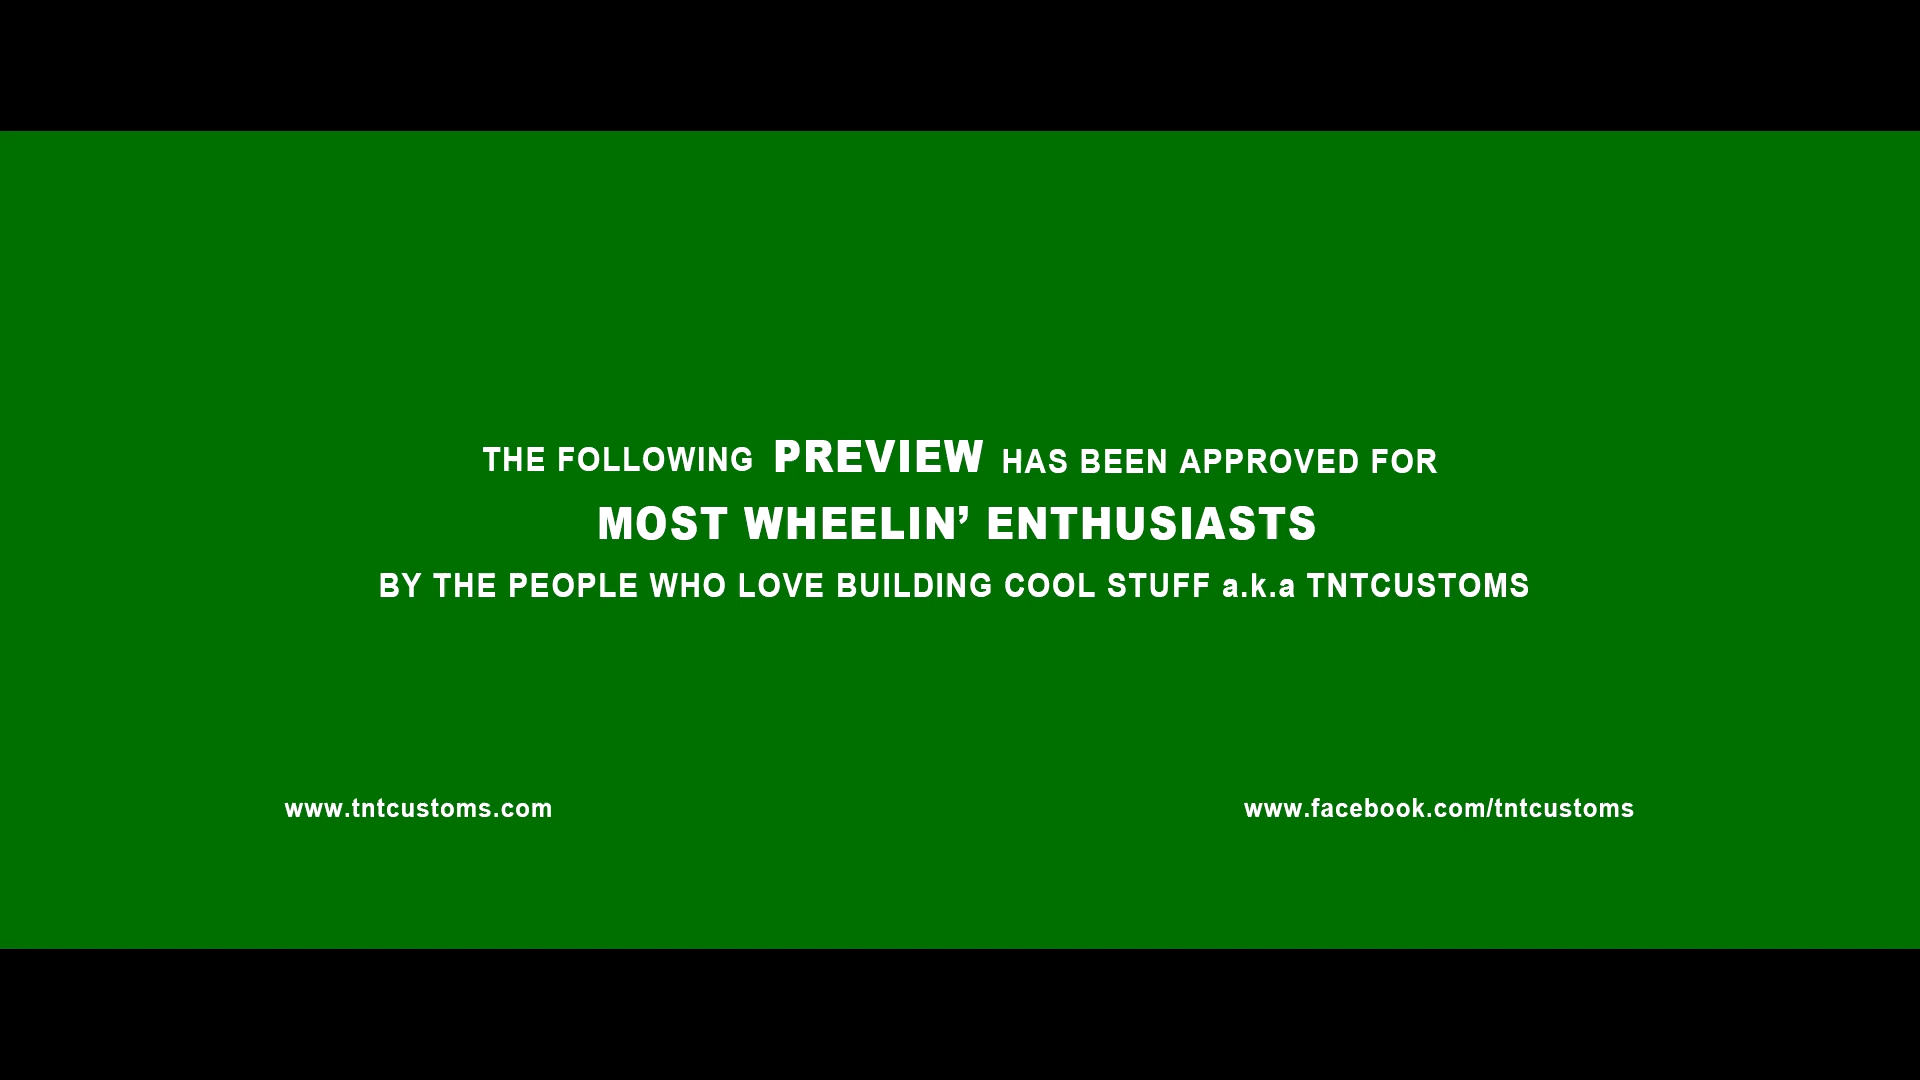 THE FOLLOWING PREVIEW HAS BEEN APPROVED FOR
MOST WHEELIN’ ENTHUSIASTS
BY THE PEOPLE WHO LOVE BUILDING COOL STUFF a.k.a TNTCUSTOMS
www.tntcustoms.com
www.facebook.com/tntcustoms